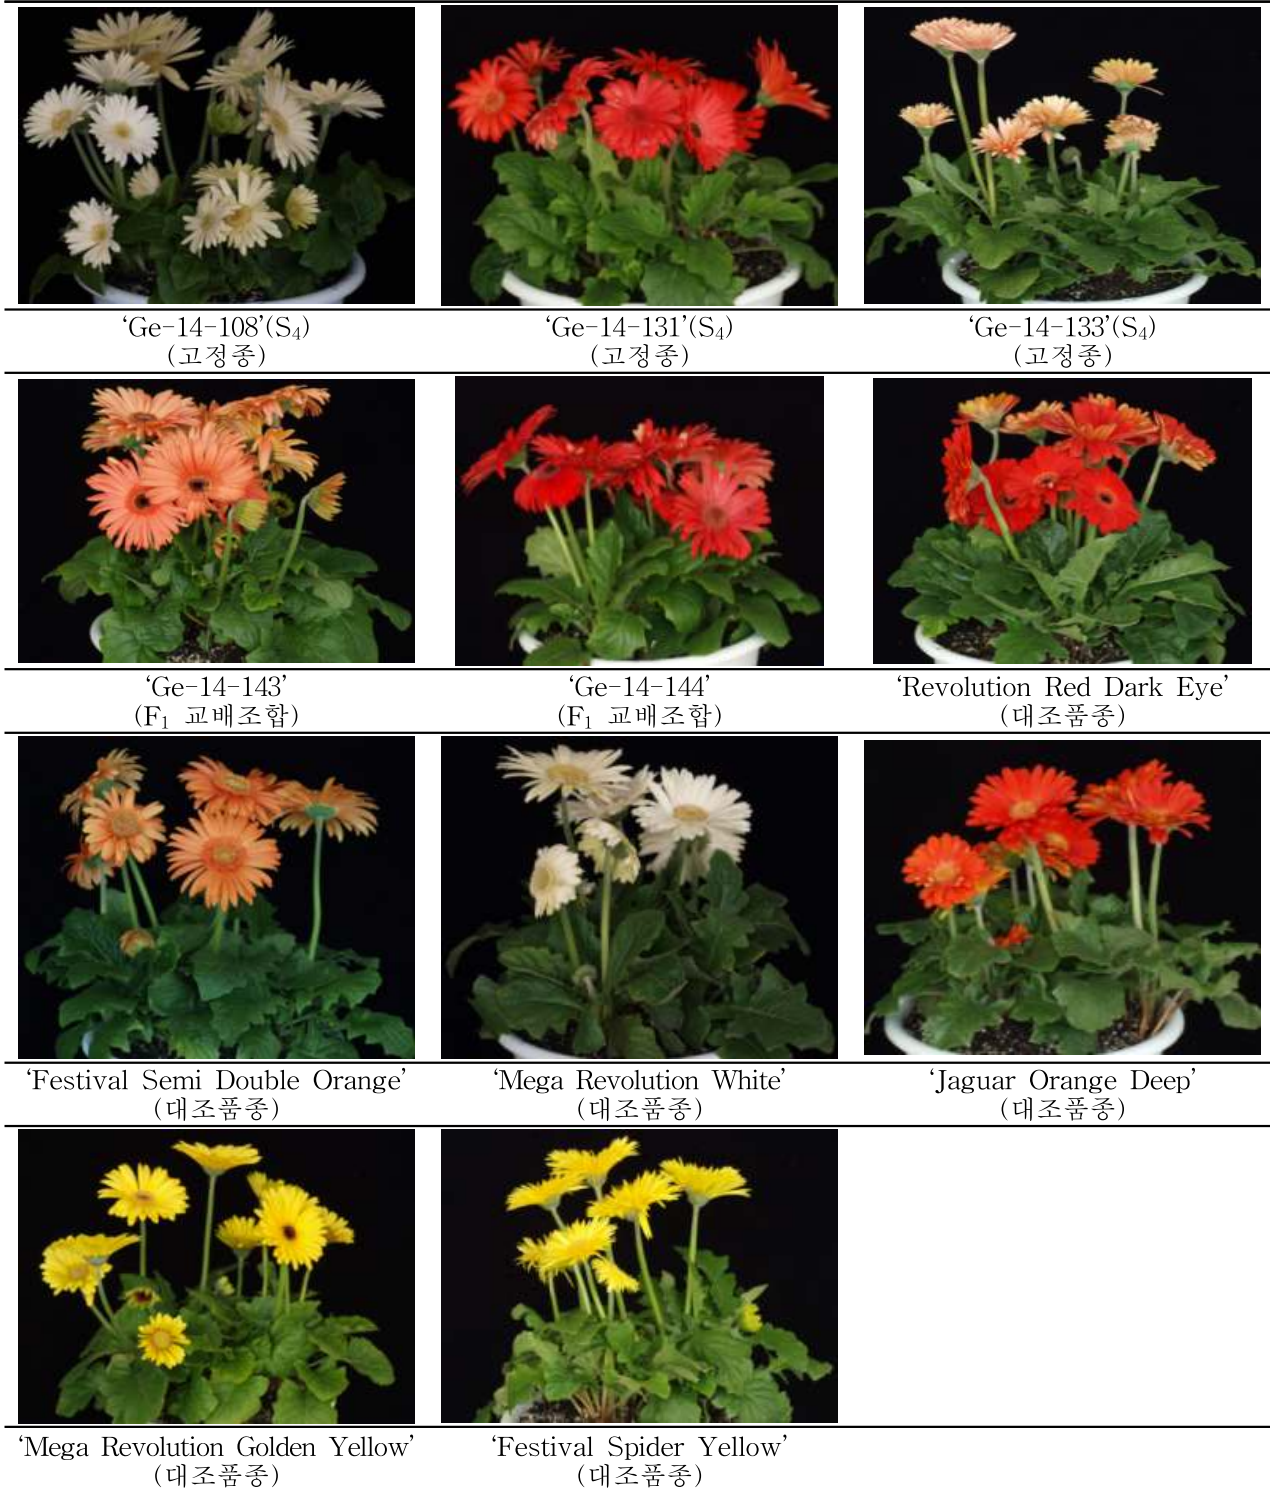 ‘Ge-14-108’(S₄)
(고정종)
‘Ge-14-131’(S₄)
(고정종)
‘Ge-14-133’(S₄)
(고정종)
‘Ge-14-143’
(F₁ 교배조합)
‘Ge-14-144’
(F₁ 교배조합)
‘Revolution Red Dark Eye’
(대조품종)
‘Festival Semi Double Orange’
(대조품종)
‘Mega Revolution White’
(대조품종)
‘Jaguar Orange Deep’
(대조품종)
‘Mega Revolution Golden Yellow’
(대조품종)
‘Festival Spider Yellow’
(대조품종)